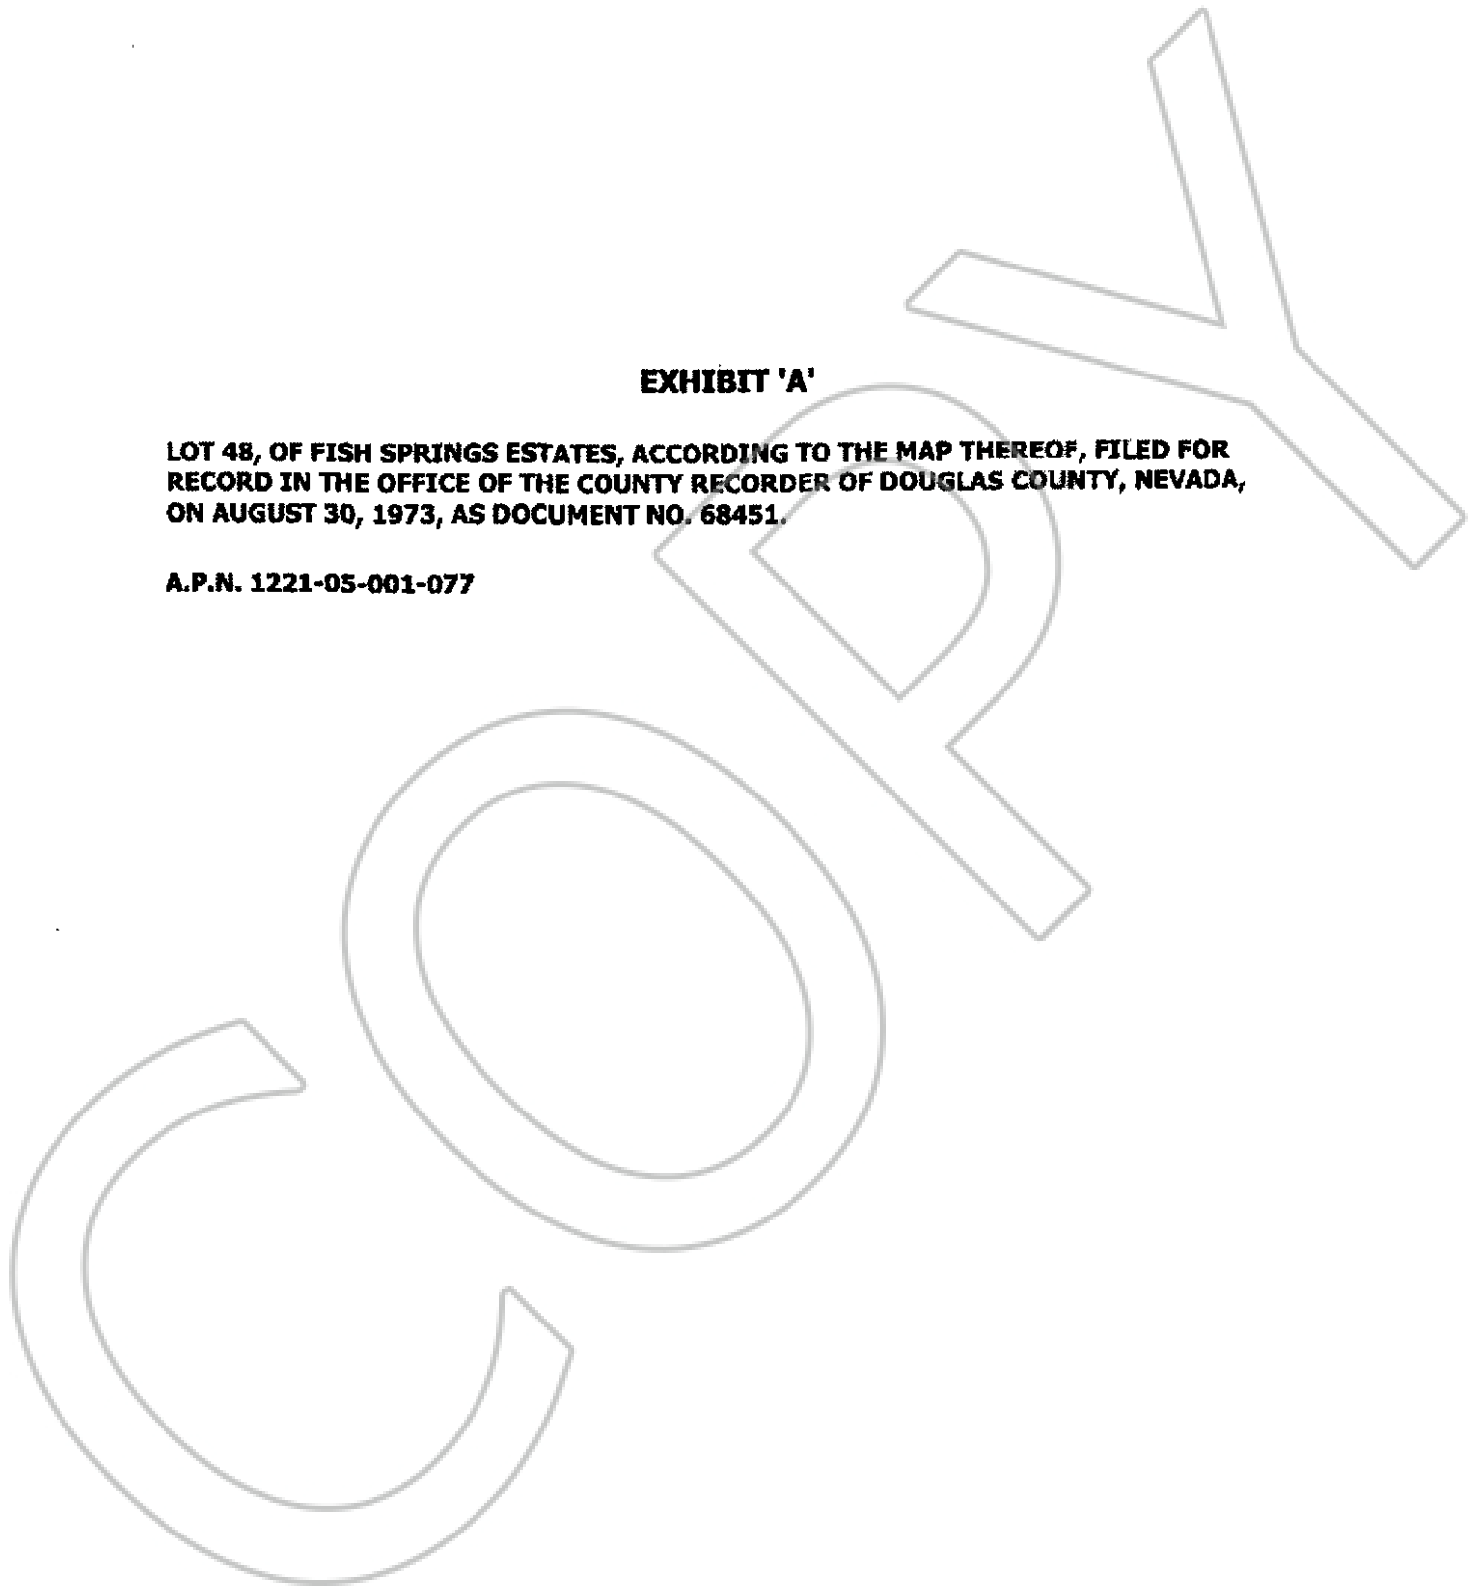 EXHIBIT 'A'
LOT 48, OF FISH SPRINGS ESTATES, ACCORDING TO THE MAP THEREOF, FILED FOR
RECORD IN THE OFFICE OF THE COUNTY RECORDER OF DOUGLAS COUNTY, NEVADA,
ON AUGUST 30, 1973, AS DOCUMENT NO. 68451.
A.P.N. 1221-05-001-077
COPY